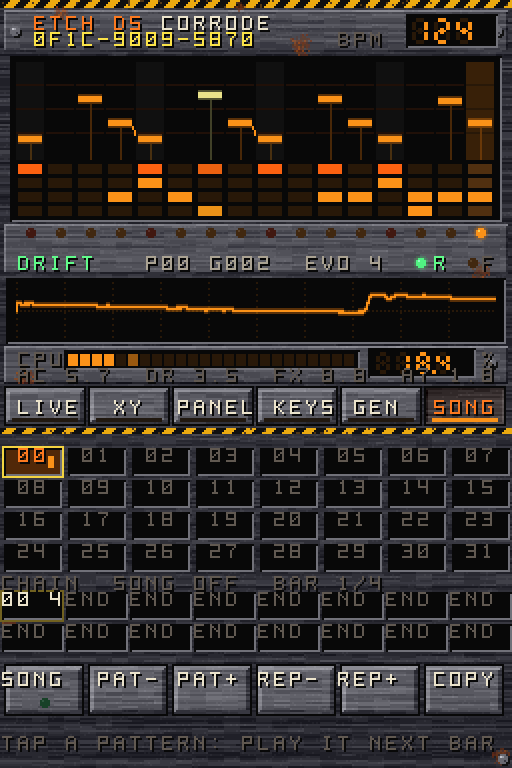 ETCH DS CORRODE
0F1C-9009-5870
BPM 124
DRIFT P00 G002 EVO 4 R F
CPU 18.4 %
LIVE XY PANEL KEYS GEN SONG
00 01 02 03 04 05 06 07
08 09 10 11 12 13 14 15
16 17 18 19 20 21 22 23
24 25 26 27 28 29 30 31
CHAIN SONG OFF BAR 1/4
00 4 END END END END END END END
END END END END END END END END
SONG PAT- PAT+ REP- REP+ COPY
TAP A PATTERN: PLAY IT NEXT BAR